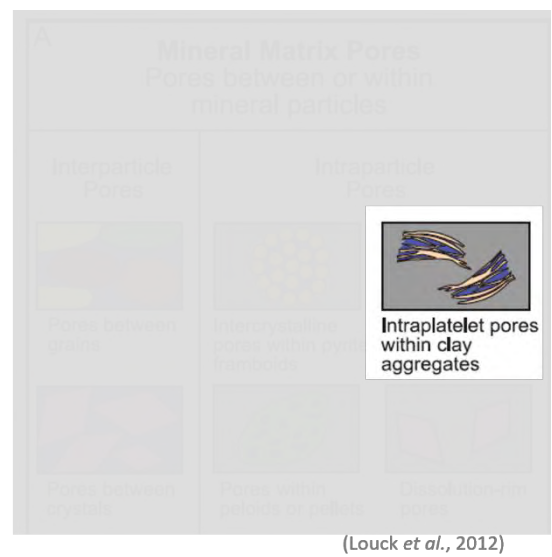 A
Mineral Matrix Pores
Pores between or within
mineral particles
Interparticle
Pores
Intraparticle
Pores
Pores between
grains
Intercrystalline
pores within pyrite
framboids
Intraplatelet pores
within clay
aggregates
Pores between
crystals
Pores within
peloids or pellets
Dissolution-rim
pores
(Louck et al., 2012)